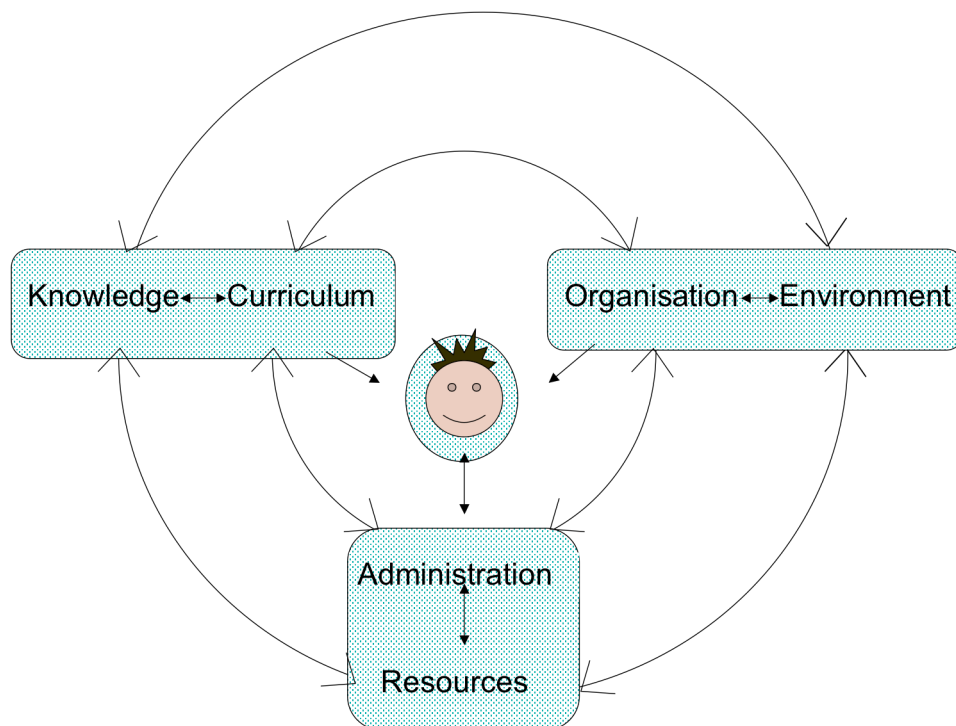 Knowledge Curriculum
Organisation Environment
Administration
Resources